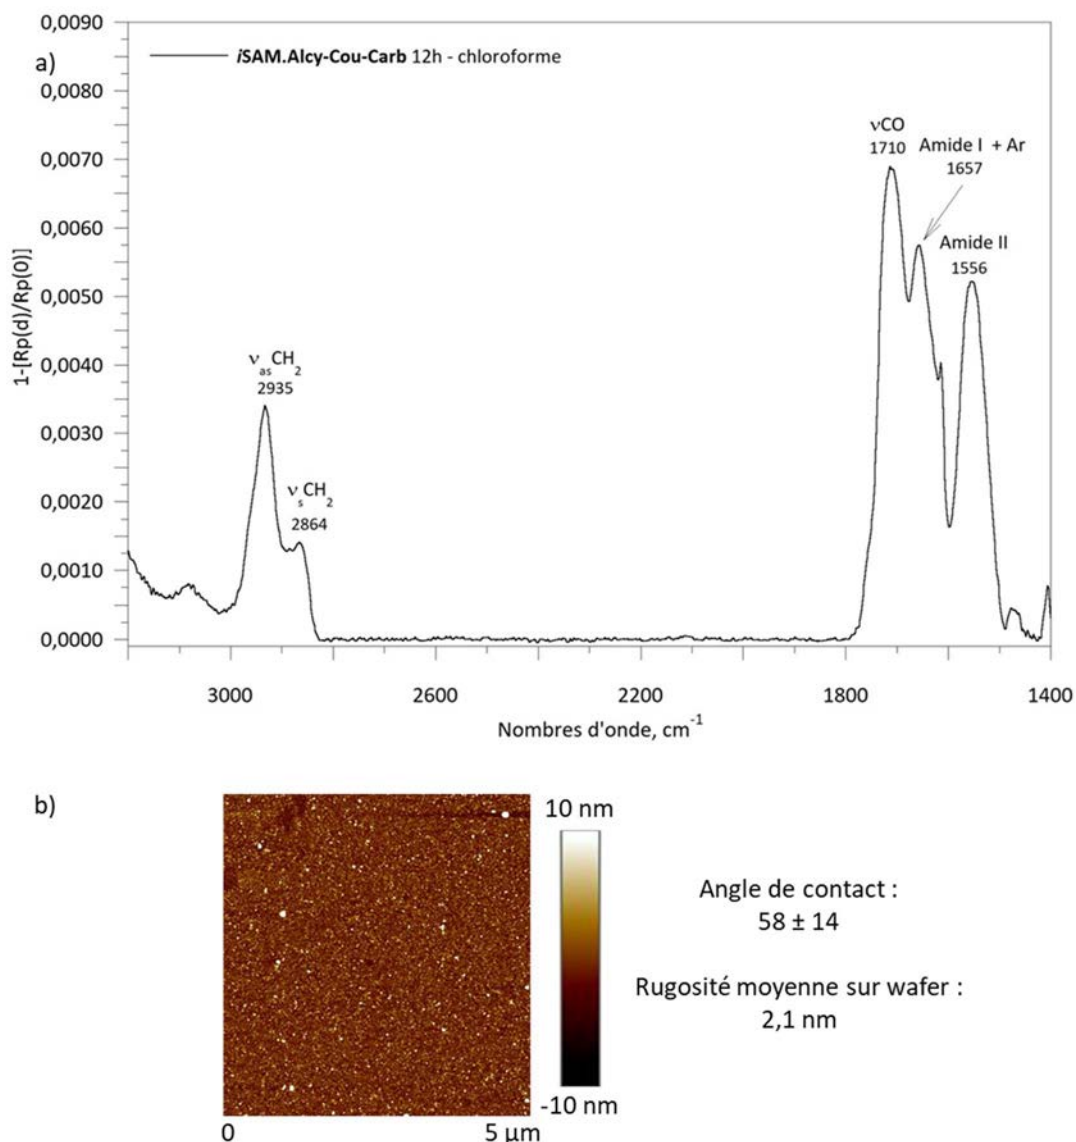 a)
iSAM.Alcy-Cou-Carb 12h - chloroforme
0,0090
0,0080
0,0070
0,0060
0,0050
0,0040
0,0030
0,0020
0,0010
0,0000
1-[Rp(d)/Rp(0)]
νasCH2
2935
νsCH2
2864
νCO
1710
Amide I + Ar
1657
Amide II
1556
3000 2600 2200 1800 1400
Nombres d'onde, cm-1
b)
10 nm
-10 nm
0 5 µm
Angle de contact :
58 ± 14
Rugosité moyenne sur wafer :
2,1 nm